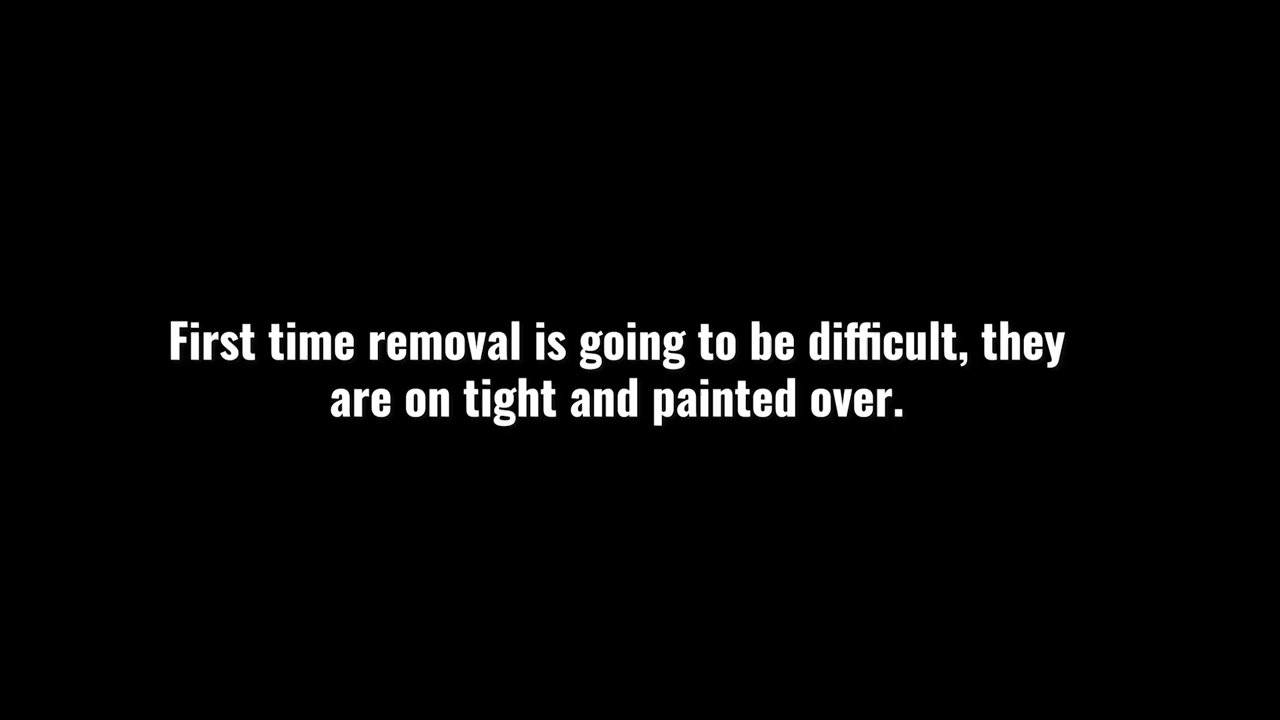 First time removal is going to be difficult, they
are on tight and painted over.